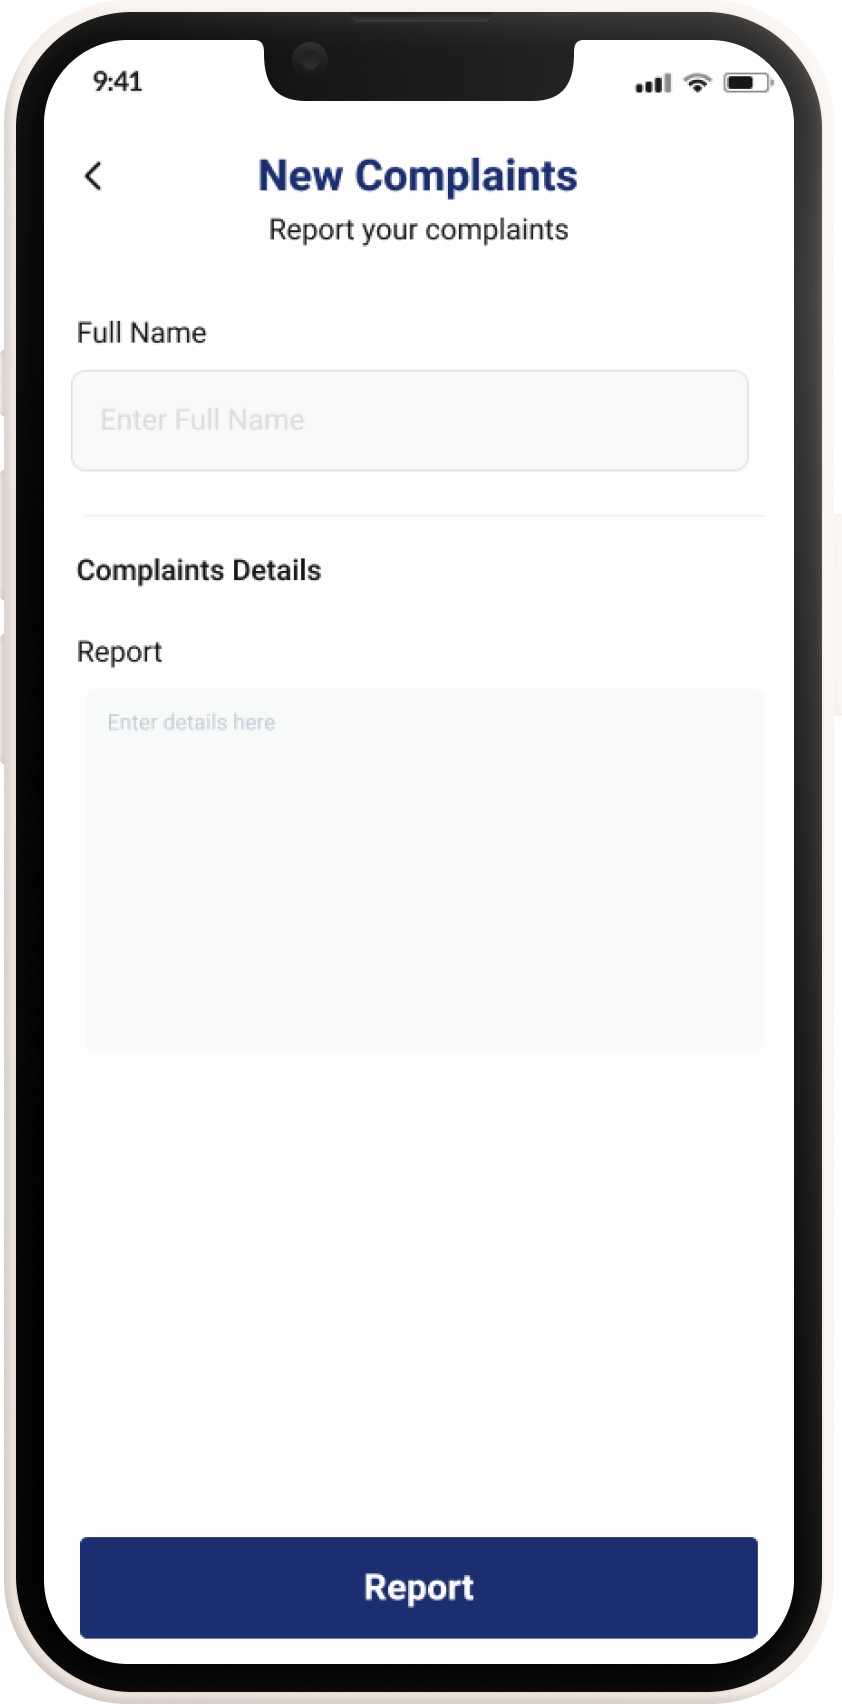 9:41
New Complaints
Report your complaints
Full Name
Enter Full Name
Complaints Details
Report
Enter details here
Report